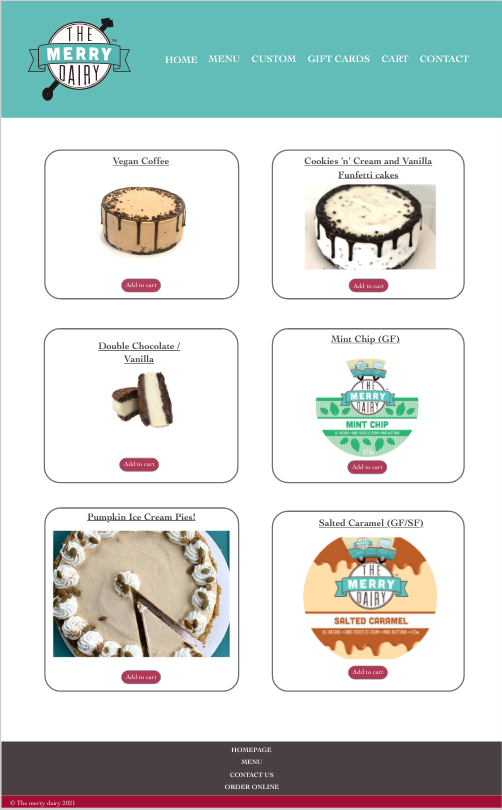 THE
MERRY
DAIRY
HOME MENU CUSTOM GIFT CARDS CART CONTACT
Vegan Coffee
Add to cart
Cookies 'n' Cream and Vanilla
Funfetti cakes
Add to cart
Double Chocolate /
Vanilla
Add to cart
Mint Chip (GF)
THE
MERRY
DAIRY
MINT CHIP
Add to cart
Pumpkin Ice Cream Pies!
Add to cart
Salted Caramel (GF/SF)
THE
MERRY
DAIRY
SALTED CARAMEL
Add to cart
HOMEPAGE
MENU
CONTACT US
ORDER ONLINE
© The merry dairy 2021